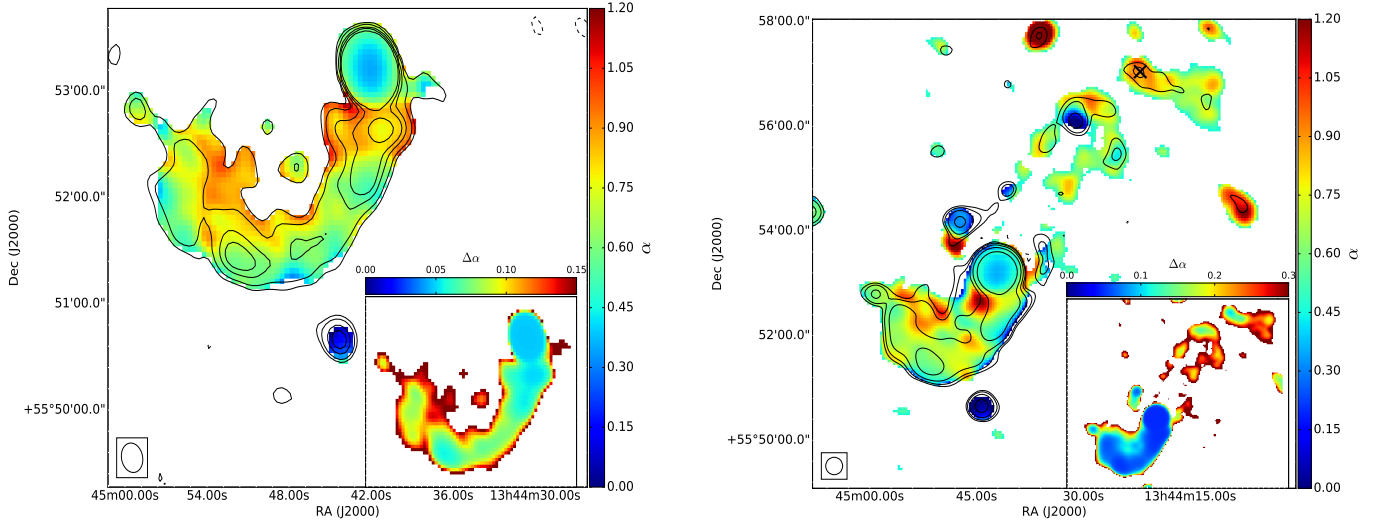 1.20
1.05
0.90
0.75
0.60
0.45
0.30
0.15
0.00
α
53'00.0"
52'00.0"
51'00.0"
+55°50'00.0"
Dec (J2000)
Δα
0.00 0.05 0.10 0.15
45m00.00s 54.00s 48.00s 42.00s 36.00s 13h44m30.00s
RA (J2000)
1.20
1.05
0.90
0.75
0.60
0.45
0.30
0.15
0.00
α
58'00.0"
56'00.0"
54'00.0"
52'00.0"
+55°50'00.0"
Dec (J2000)
Δα
0.0 0.1 0.2 0.3
45m00.00s 45.00s 30.00s 13h44m15.00s
RA (J2000)